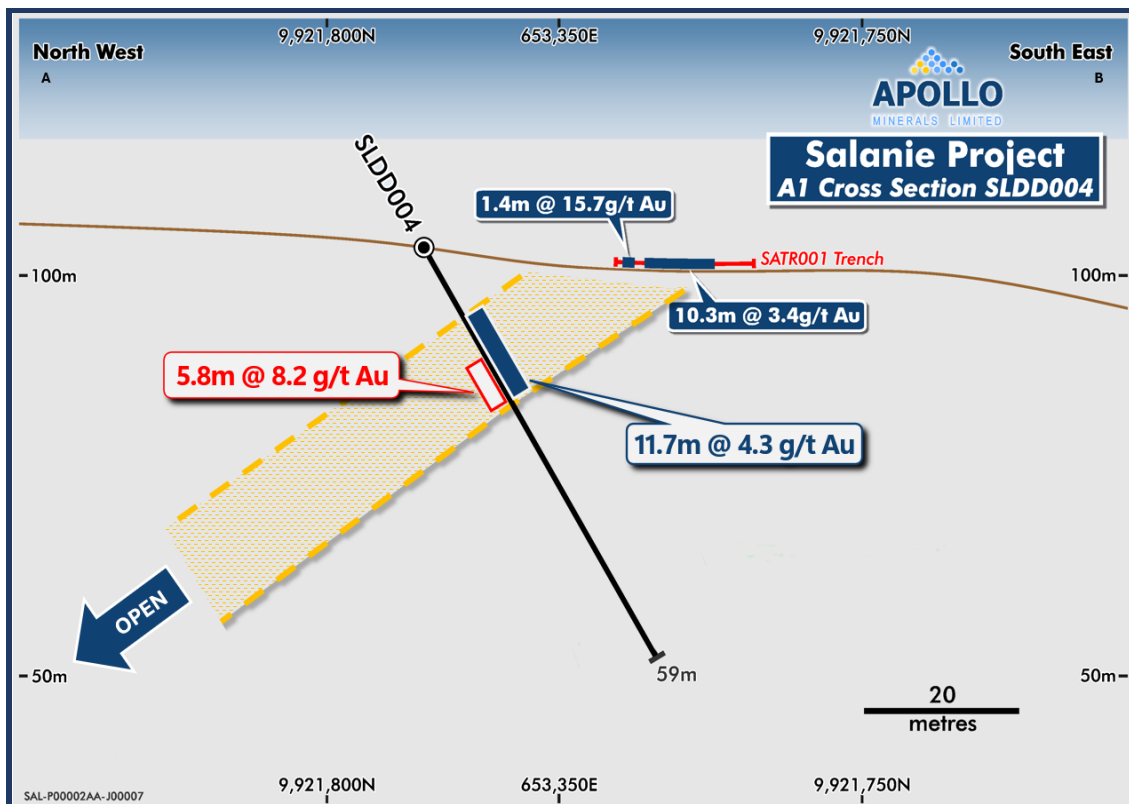 9,921,800N
653,350E
9,921,750N
North West
South East
A
B
APOLLO
MINERALS LIMITED
Salanie Project
A1 Cross Section SLDD004
SLDD004
1.4m @ 15.7g/t Au
SATR001 Trench
100m
100m
10.3m @ 3.4g/t Au
5.8m @ 8.2 g/t Au
11.7m @ 4.3 g/t Au
OPEN
50m
59m
50m
20
metres
9,921,800N
653,350E
9,921,750N
SAL-P00002AA-J00007